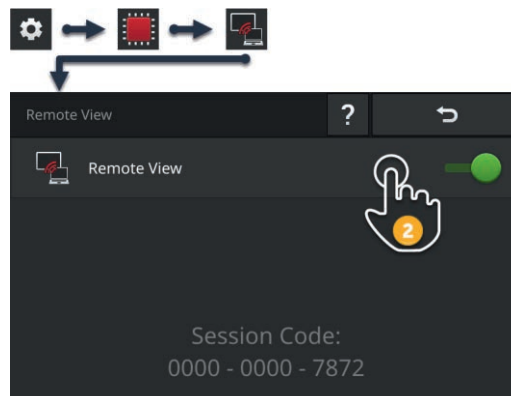 Remote View
?
Remote View
2
Session Code:
0000 - 0000 - 7872